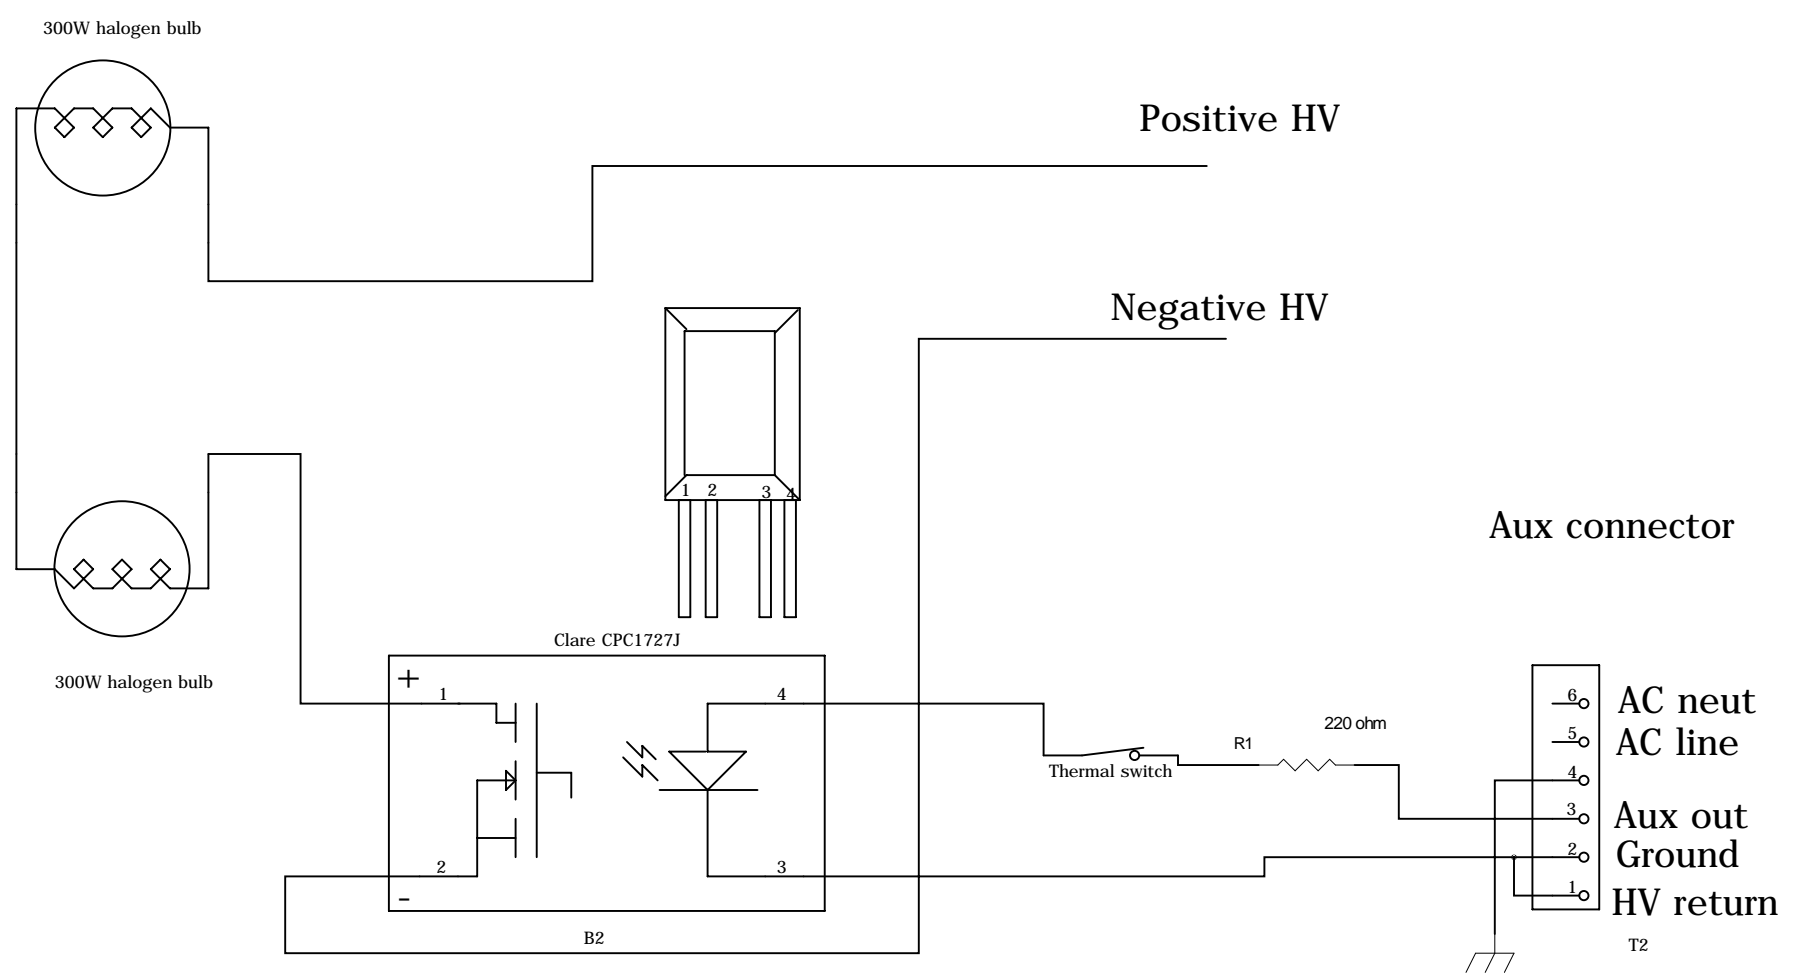 300W halogen bulb
Positive HV
Negative HV
1 2 3 4
Aux connector
Clare CPC1727J
300W halogen bulb
+
1
4
6 AC neut
220 ohm
R1
5 AC line
Thermal switch
4
3 Aux out
2 Ground
2
3
1 HV return
-
B2
T2